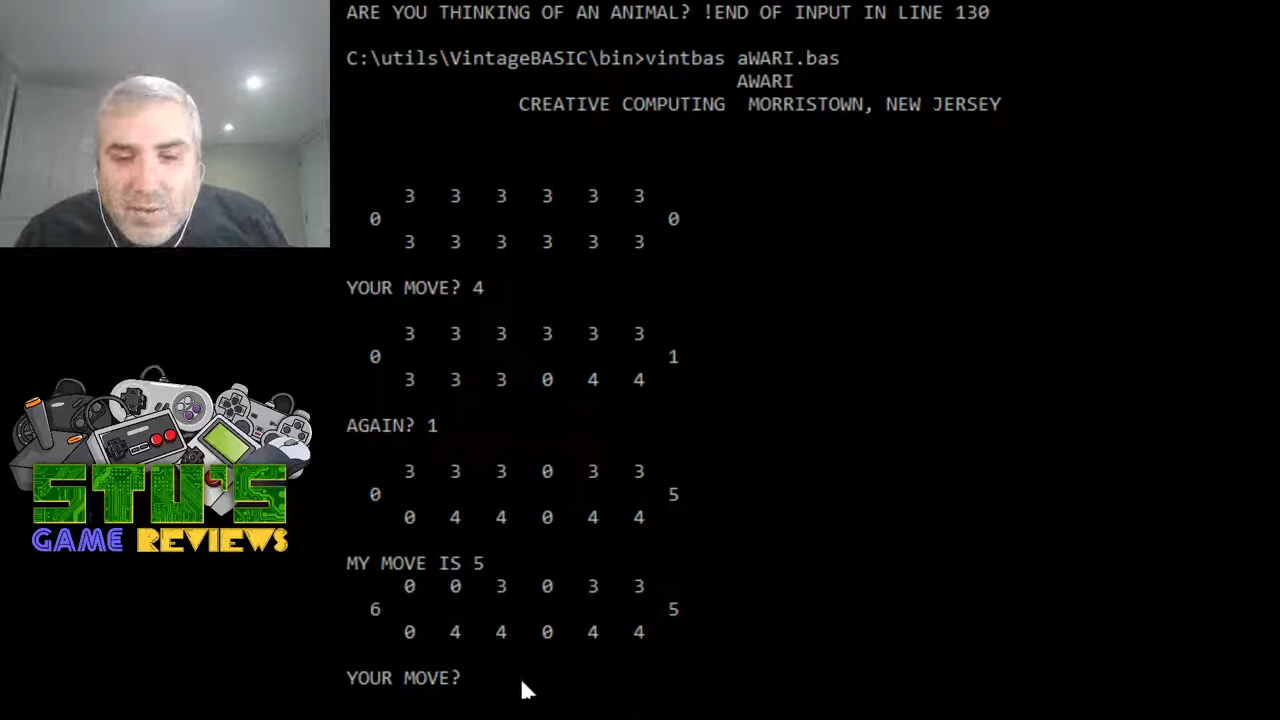 ARE YOU THINKING OF AN ANIMAL? !END OF INPUT IN LINE 130
C:\utils\VintageBASIC\bin>vintbas aWARI.bas
AWARI
CREATIVE COMPUTING  MORRISTOWN, NEW JERSEY
3 3 3 3 3 3
0 0
3 3 3 3 3 3
YOUR MOVE? 4
3 3 3 3 3 3
0 1
3 3 3 0 4 4
AGAIN? 1
3 3 3 0 3 3
0 5
0 4 4 0 4 4
MY MOVE IS 5
0 0 3 0 3 3
6 5
0 4 4 0 4 4
YOUR MOVE?
STU'S
GAME REVIEWS